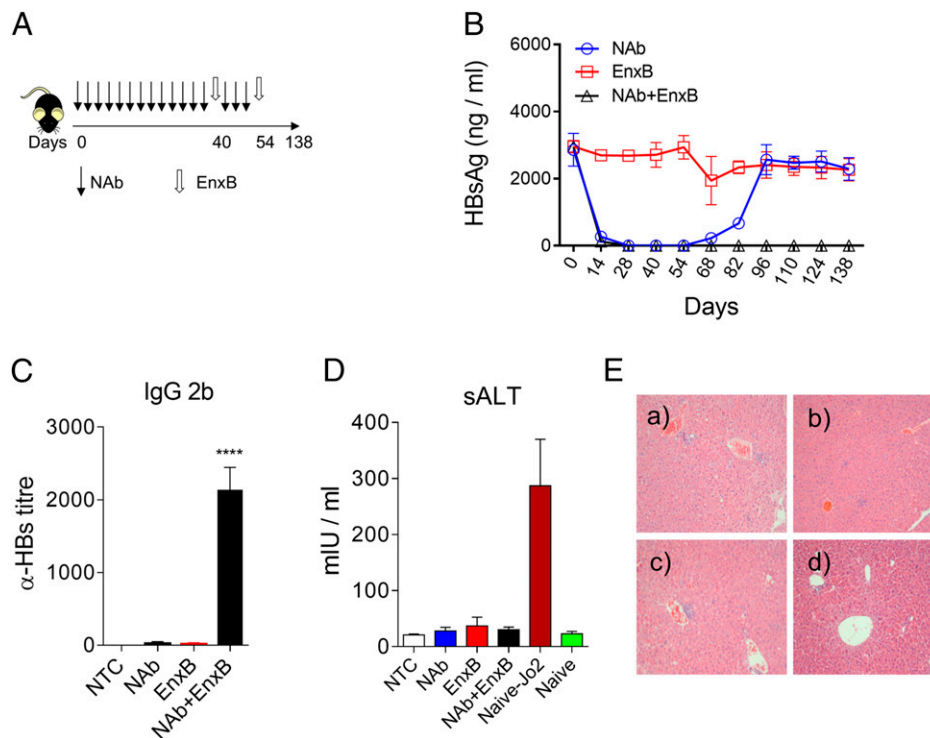 A
Days 0 40 54 138
NAb EnxB
B
NAb
EnxB
NAb+EnxB
HBsAg (ng / ml)
6000
4000
2000
0
0 14 28 40 54 68 82 96 110 124 138
Days
C
IgG 2b
α-HBs titre
3000
2000
1000
0
****
NTC NAb EnxB NAb+EnxB
D
sALT
mIU / ml
400
300
200
100
0
NTC NAb EnxB NAb+EnxB Naive-Jo2 Naive
E
a) b)
c) d)